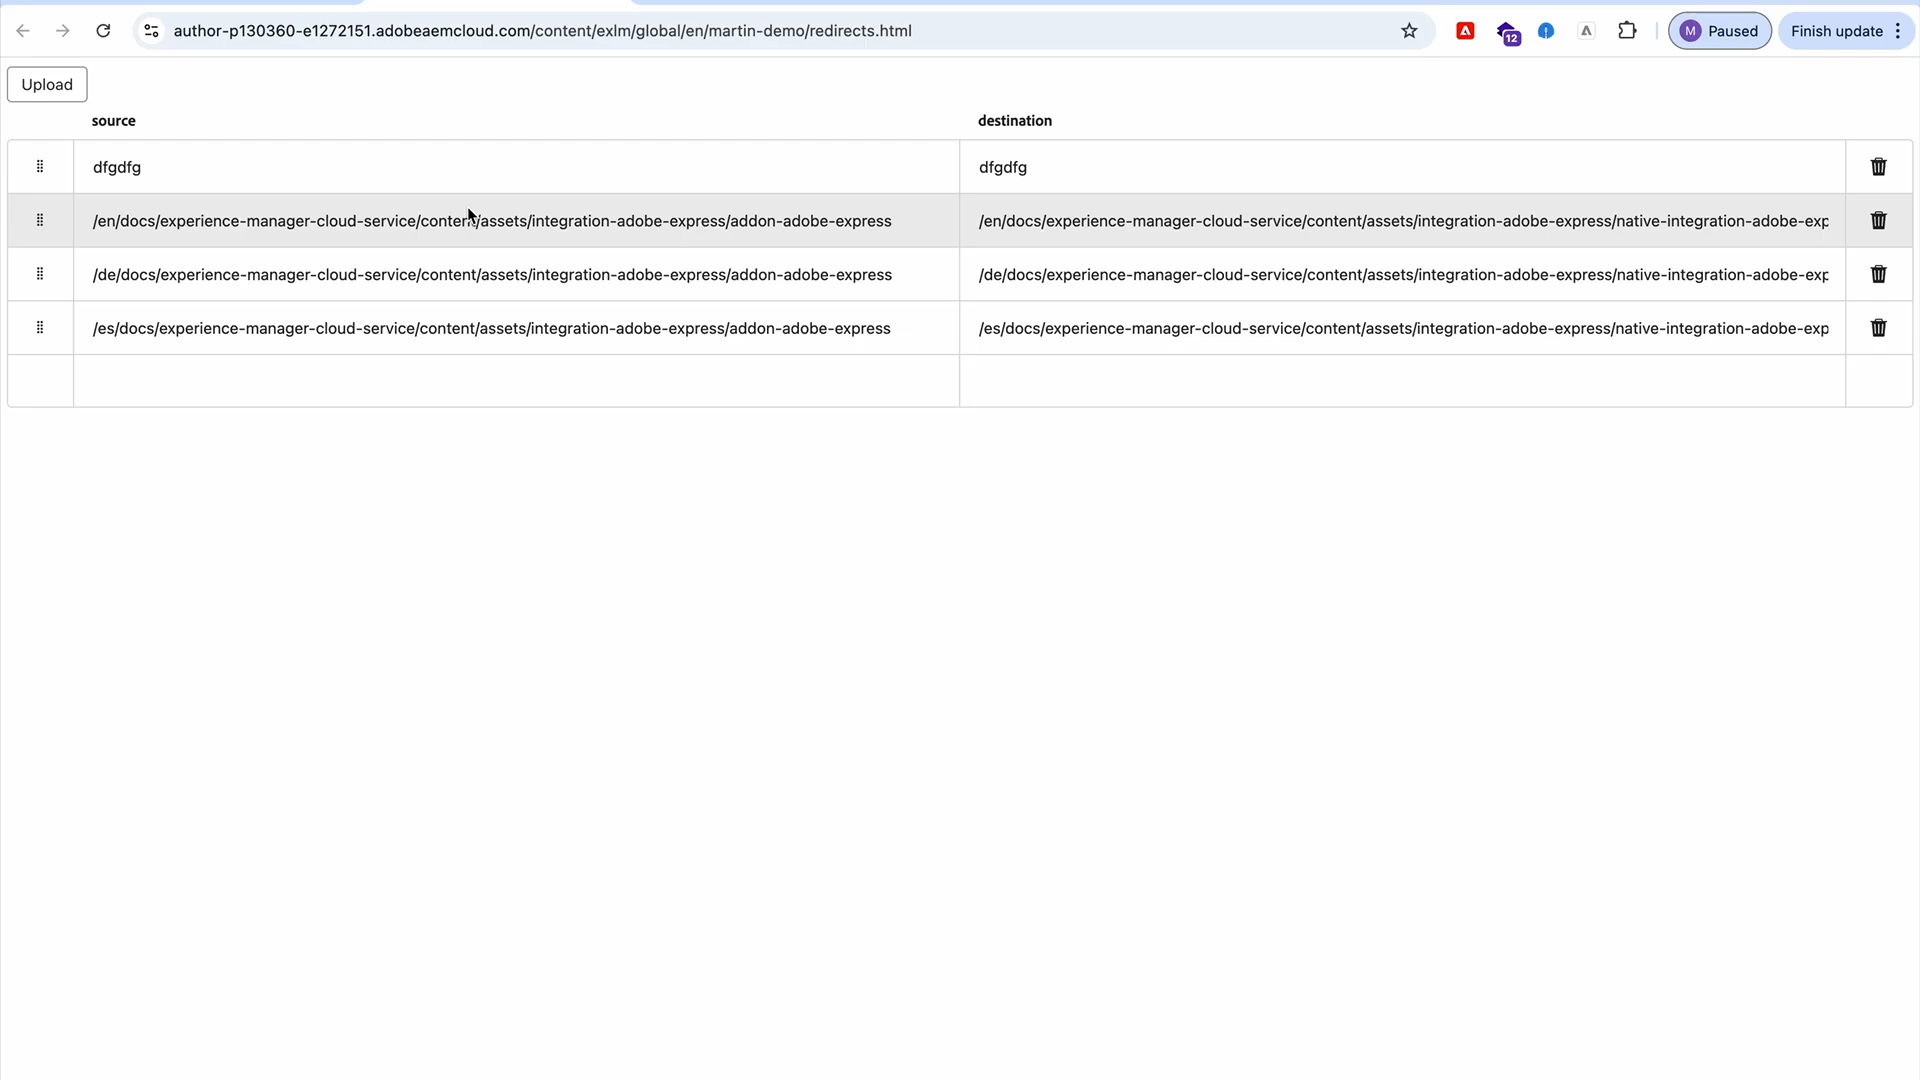 author-p130360-e1272151.adobeaemcloud.com/content/exlm/global/en/martin-demo/redirects.html
12
M Paused
Finish update
Upload
source destination
dfgdfg dfgdfg
/en/docs/experience-manager-cloud-service/content/assets/integration-adobe-express/addon-adobe-express /en/docs/experience-manager-cloud-service/content/assets/integration-adobe-express/native-integration-adobe-exp
/de/docs/experience-manager-cloud-service/content/assets/integration-adobe-express/addon-adobe-express /de/docs/experience-manager-cloud-service/content/assets/integration-adobe-express/native-integration-adobe-exp
/es/docs/experience-manager-cloud-service/content/assets/integration-adobe-express/addon-adobe-express /es/docs/experience-manager-cloud-service/content/assets/integration-adobe-express/native-integration-adobe-exp